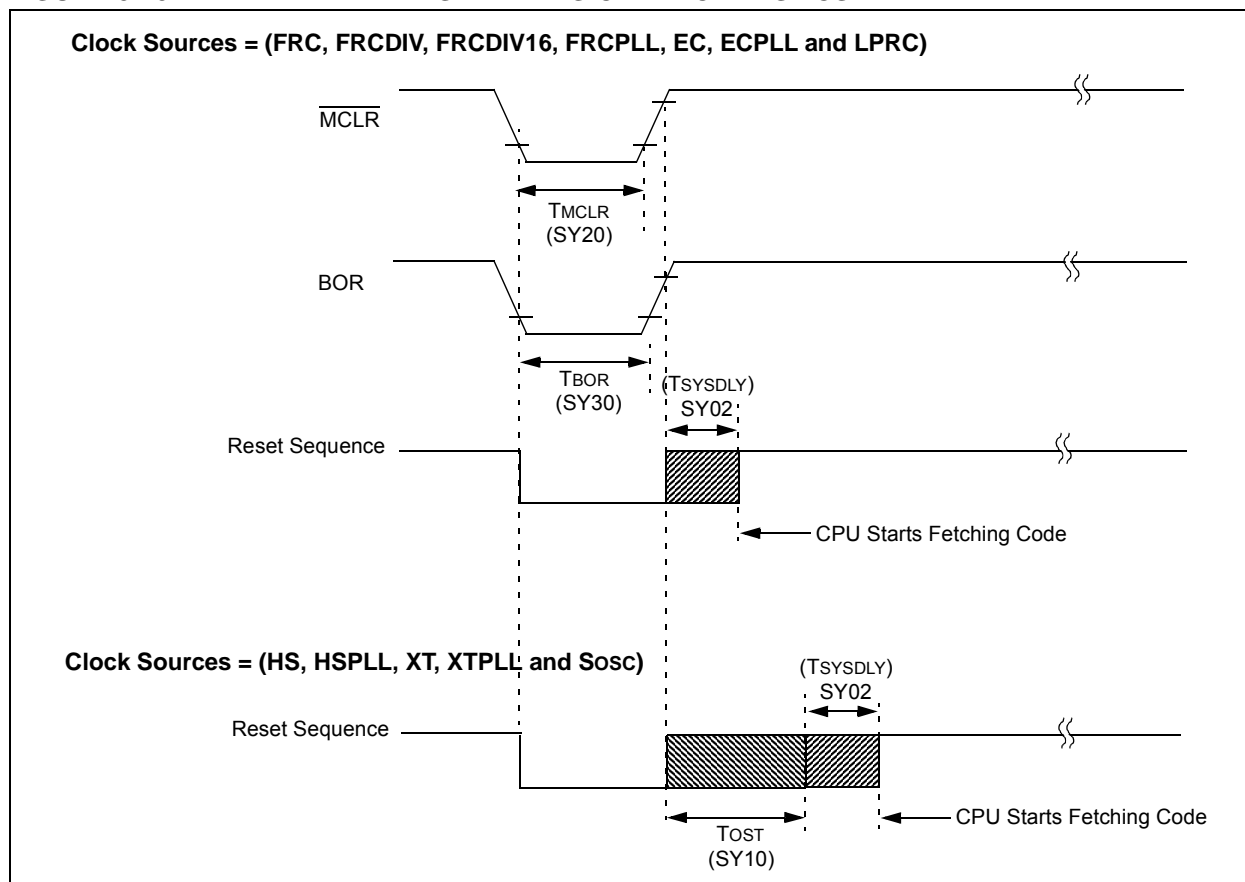 Clock Sources = (FRC, FRCDIV, FRCDIV16, FRCPLL, EC, ECPLL and LPRC)
MCLR
TMCLR
(SY20)
BOR
TBOR
(SY30)
(TSYSDLY)
SY02
Reset Sequence
CPU Starts Fetching Code
Clock Sources = (HS, HSPLL, XT, XTPLL and SOSC)
(TSYSDLY)
SY02
Reset Sequence
CPU Starts Fetching Code
TOST
(SY10)